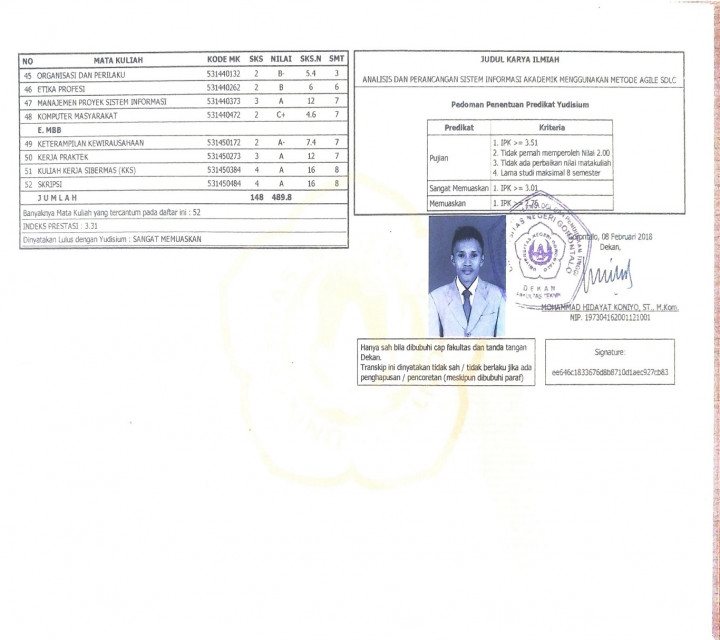 NO MATA KULIAH KODE MK SKS NILAI SKS.N SMT
45 ORGANISASI DAN PERILAKU 531440132 2 B- 5.4 3
46 ETIKA PROFESI 531440262 2 B 6 6
47 MANAJEMEN PROYEK SISTEM INFORMASI 531440373 3 A 12 7
48 KOMPUTER MASYARAKAT 531440472 2 C+ 4.6 7
E. MBB
49 KETERAMPILAN KEWIRAUSAHAAN 531450172 2 A- 7.4 7
50 KERJA PRAKTEK 531450273 3 A 12 7
51 KULIAH KERJA SIBERMAS (KKS) 531450384 4 A 16 8
52 SKRIPSI 531450484 4 A 16 8
J U M L A H 148 489.8
Banyaknya Mata Kuliah yang tercantum pada daftar ini : 52
INDEKS PRESTASI : 3.31
Dinyatakan Lulus dengan Yudisium : SANGAT MEMUASKAN
JUDUL KARYA ILMIAH
ANALISIS DAN PERANCANGAN SISTEM INFORMASI AKADEMIK MENGGUNAKAN METODE AGILE SDLC
Pedoman Penentuan Predikat Yudisium
Predikat Kriteria
Pujian
1. IPK >= 3.51
2. Tidak pernah memperoleh Nilai 2.00
3. Tidak ada perbaikan nilai matakuliah
4. Lama studi maksimal 8 semester
Sangat Memuaskan 1. IPK >= 3.01
Memuaskan 1. IPK >= 2.76
Gorontalo, 08 Februari 2018
Dekan,
DEKAN
FAKULTAS TEKNIK
MOHAMMAD HIDAYAT KONIYO, ST., M.Kom.
NIP. 197304162001121001
Hanya sah bila dibubuhi cap fakultas dan tanda tangan
Dekan.
Transkip ini dinyatakan tidak sah / tidak berlaku jika ada
penghapusan / pencoretan (meskipun dibubuhi paraf)
Signature:
ee646c1833676d8b8710d1aec927cb83